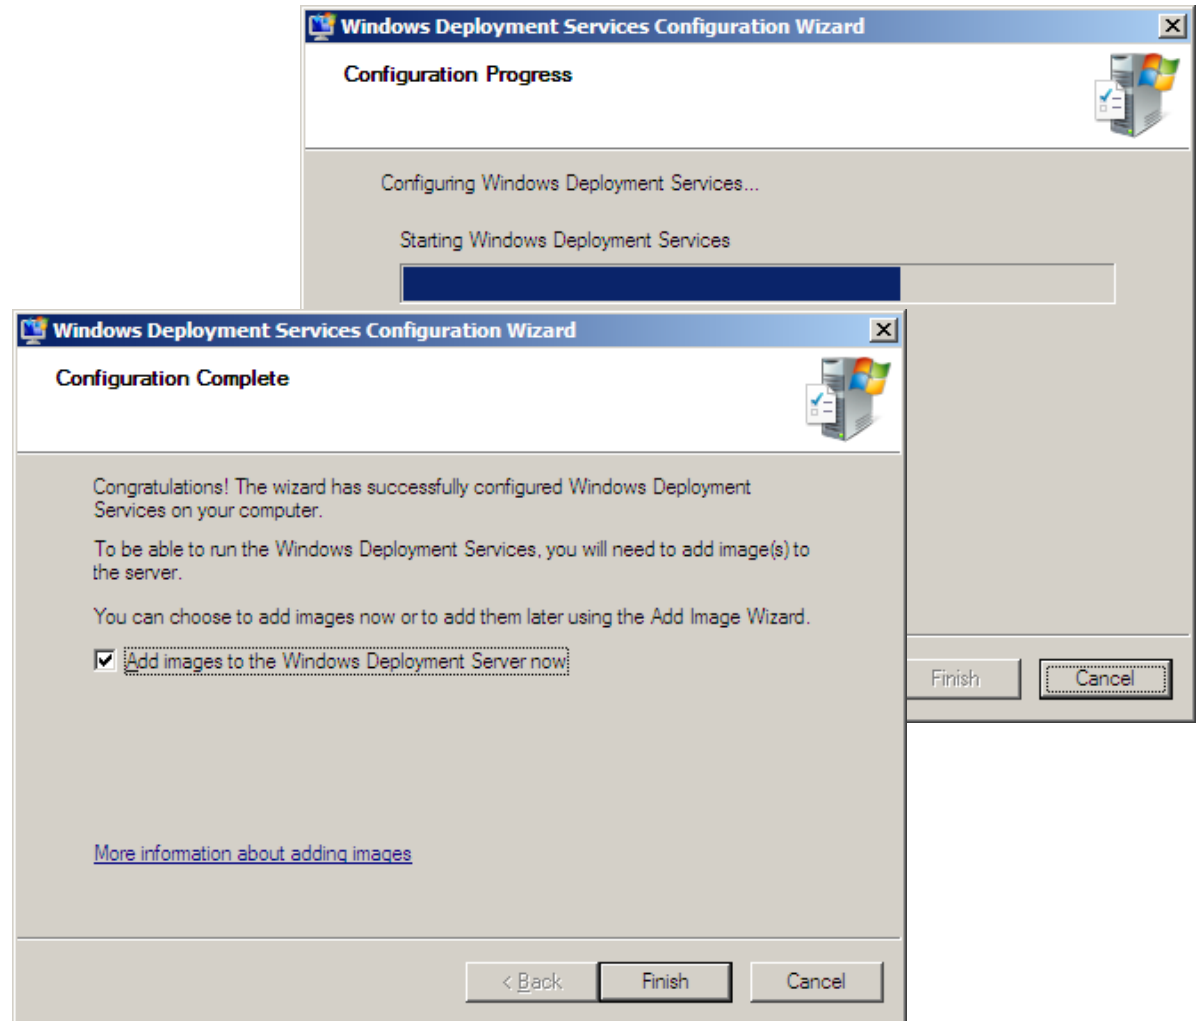 Windows Deployment Services Configuration Wizard
Configuration Progress
Configuring Windows Deployment Services...
Starting Windows Deployment Services
Finish
Cancel
Windows Deployment Services Configuration Wizard
Configuration Complete
Congratulations! The wizard has successfully configured Windows Deployment
Services on your computer.
To be able to run the Windows Deployment Services, you will need to add image(s) to
the server.
You can choose to add images now or to add them later using the Add Image Wizard.
Add images to the Windows Deployment Server now
More information about adding images
< Back
Finish
Cancel